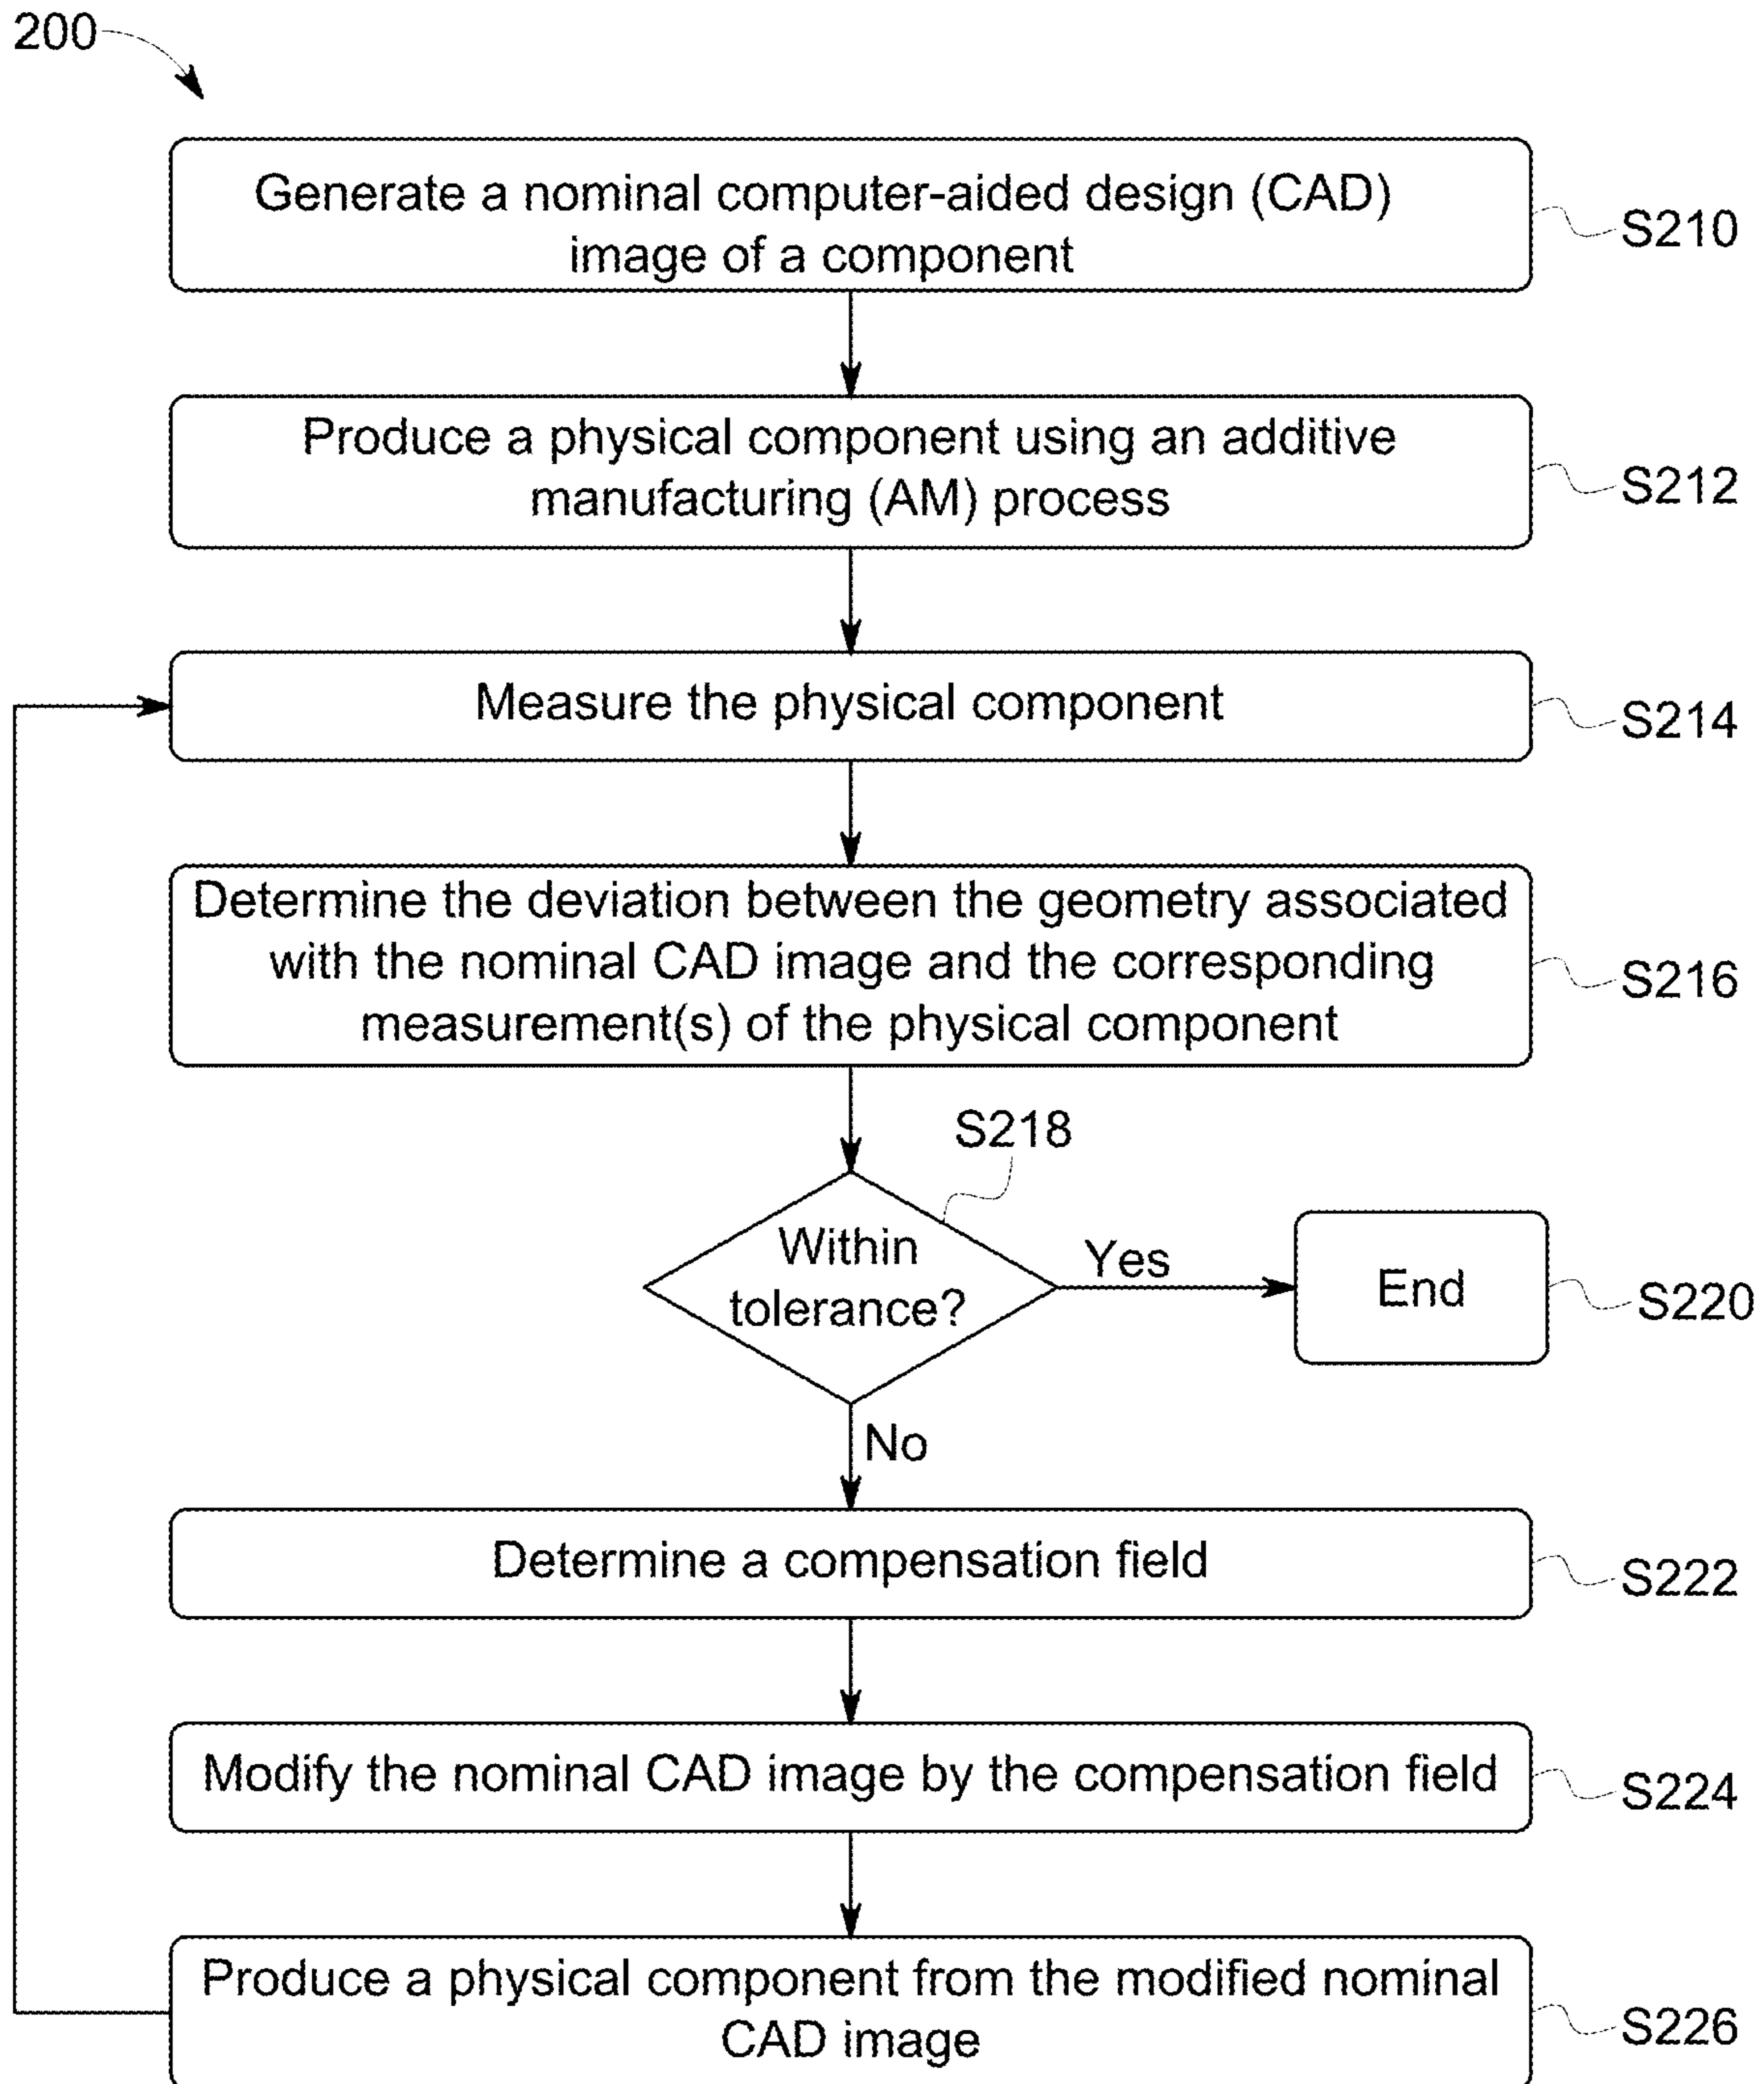 200
Generate a nominal computer-aided design (CAD)
image of a component
S210
Produce a physical component using an additive
manufacturing (AM) process
S212
Measure the physical component
S214
Determine the deviation between the geometry associated
with the nominal CAD image and the corresponding
measurement(s) of the physical component
S216
S218
Within
tolerance?
Yes
End
S220
No
Determine a compensation field
S222
Modify the nominal CAD image by the compensation field
S224
Produce a physical component from the modified nominal
CAD image
S226